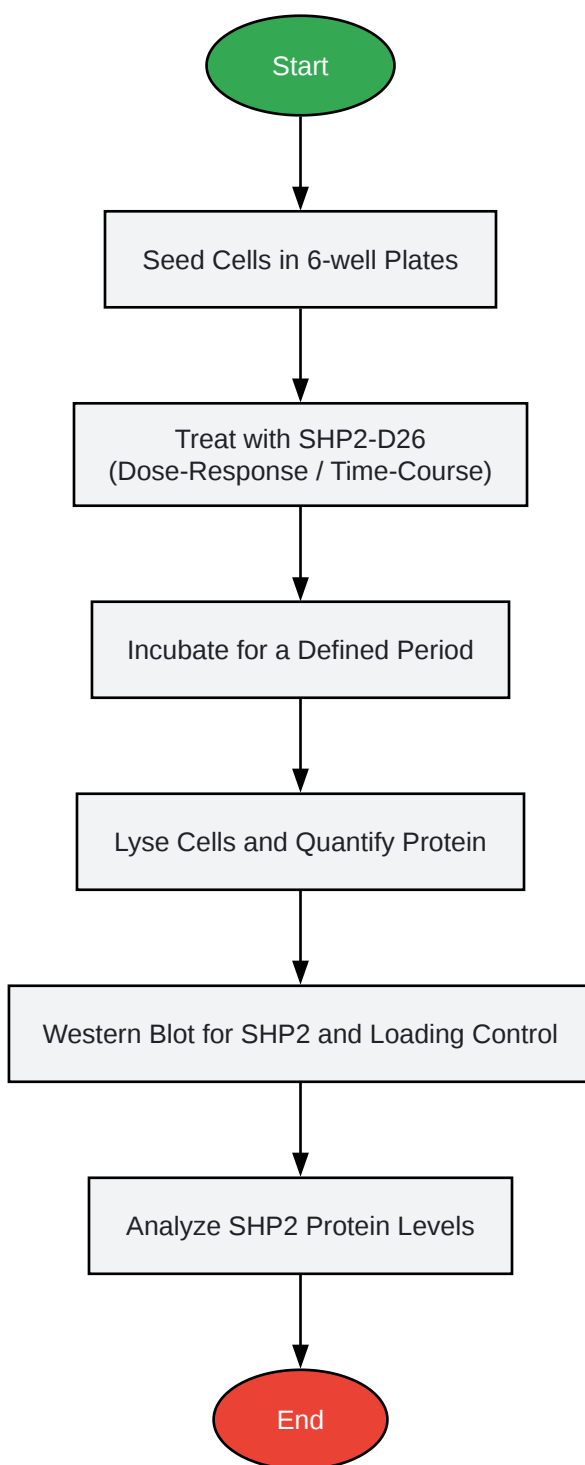 Start
Seed Cells in 6-well Plates
Treat with SHP2-D26
(Dose-Response / Time-Course)
Incubate for a Defined Period
Lyse Cells and Quantify Protein
Western Blot for SHP2 and Loading Control
Analyze SHP2 Protein Levels
End